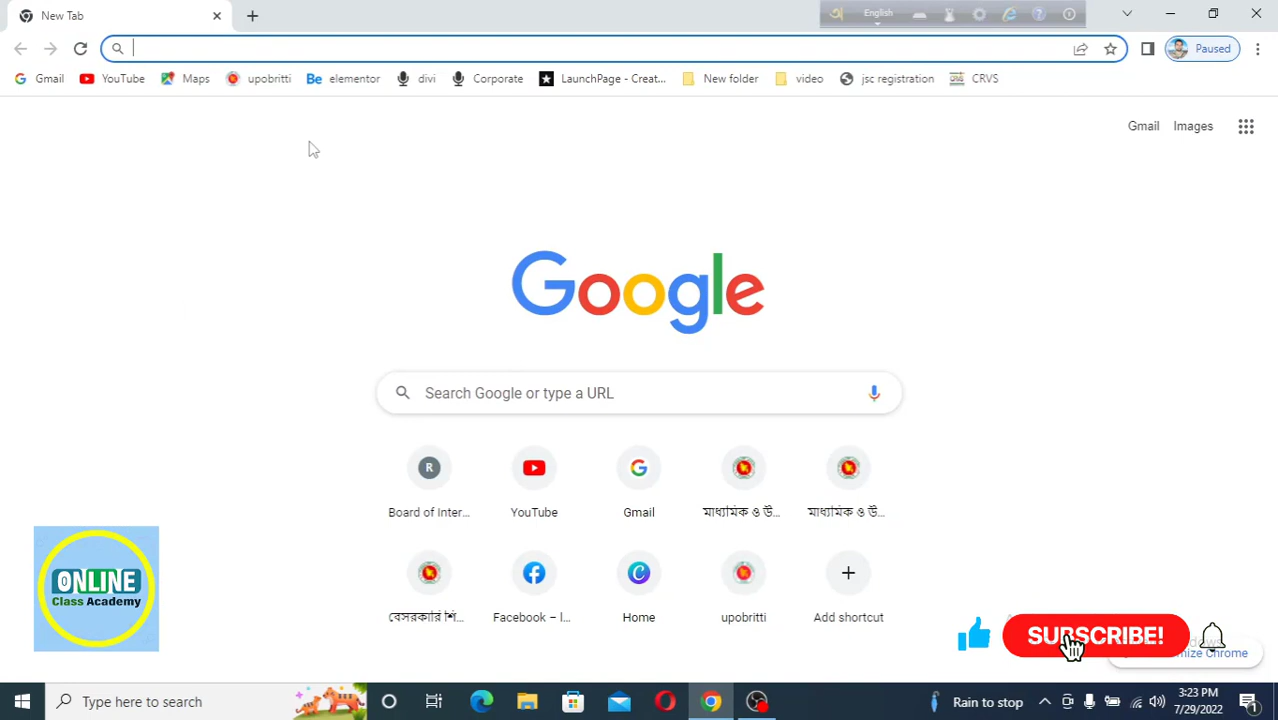 New Tab
English
Paused
Gmail YouTube Maps upobritti Be elementor divi Corporate LaunchPage - Creat... New folder video jsc registration CRVS
Gmail Images
Google
Search Google or type a URL
R
Board of Inter... YouTube Gmail মাধ্যমিক ও উ... মাধ্যমিক ও উ...
বেসরকারি শি... Facebook – l... Home upobritti Add shortcut
ONLINE
Class Academy
SUBSCRIBE!
Type here to search
Rain to stop
3:23 PM
7/29/2022
1